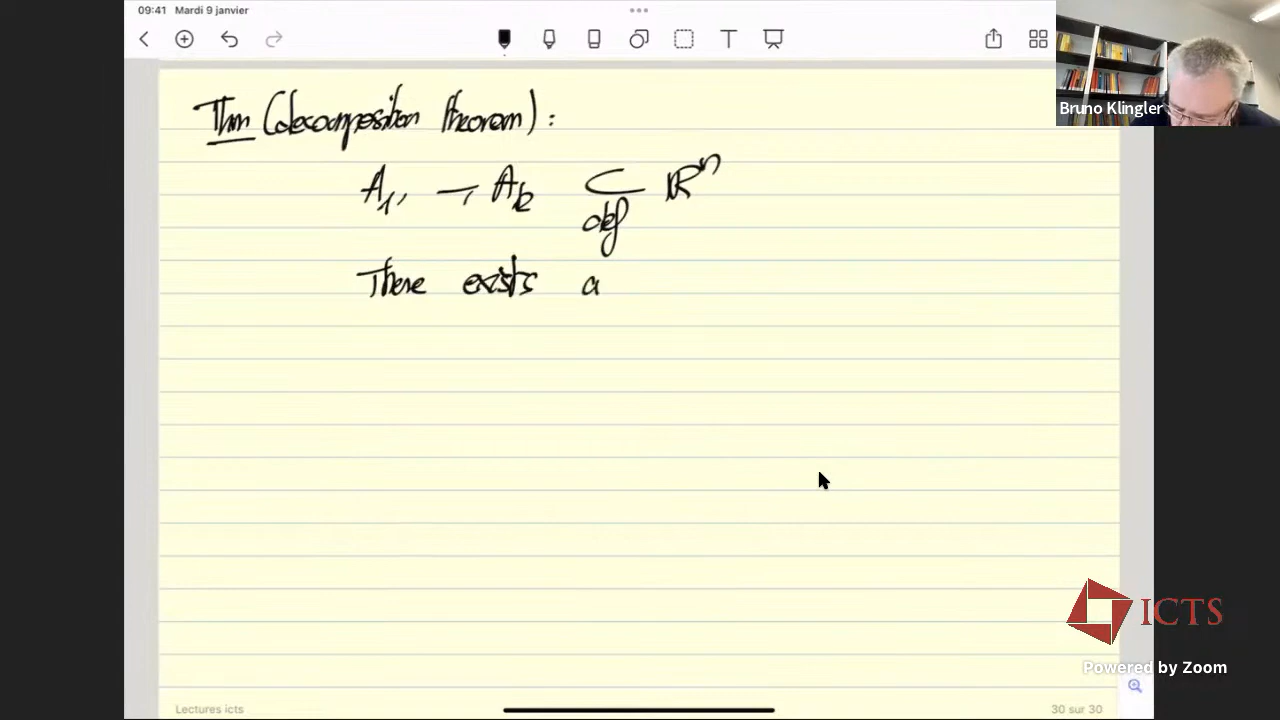 09:41 Mardi 9 janvier
T
Bruno Klingler
Thm (decomposition theorem) :
A₁, → A_k ⊂ ℝⁿ
def
There exists a
ICTS
Powered by Zoom
Lectures icts
30 sur 30